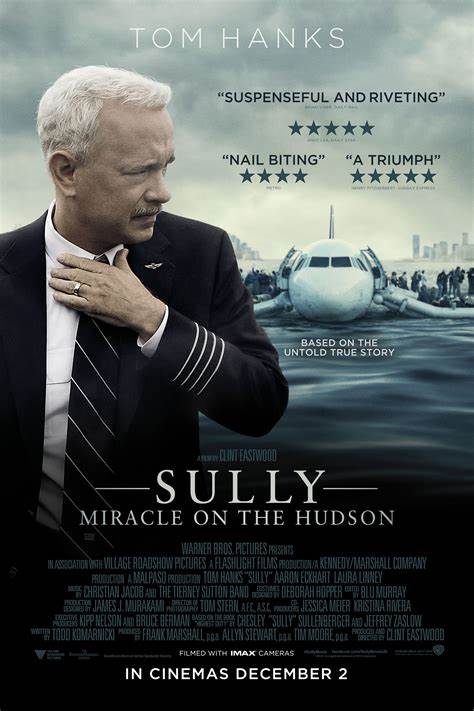 TOM HANKS
"SUSPENSEFUL AND RIVETING"
★★★★★
"NAIL BITING" "A TRIUMPH"
★★★★ ★★★★★
METRO
BASED ON THE
UNTOLD TRUE STORY
A FILM BY CLINT EASTWOOD
SULLY
MIRACLE ON THE HUDSON
WARNER BROS. PICTURES PRESENTS
IN ASSOCIATION WITH VILLAGE ROADSHOW PICTURES A FLASHLIGHT FILMS PRODUCTION A KENNEDY/MARSHALL COMPANY
PRODUCTION A MALPASO PRODUCTION TOM HANKS "SULLY" AARON ECKHART LAURA LINNEY
MUSIC BY CHRISTIAN JACOB AND THE TIERNEY SUTTON BAND COSTUMES DESIGNED BY DEBORAH HOPPER EDITED BY BLU MURRAY
PRODUCTION DESIGNED BY JAMES J. MURAKAMI DIRECTOR OF PHOTOGRAPHY TOM STERN, A.F.C., A.S.C. PRODUCERS JESSICA MEIER KRISTINA RIVERA
EXECUTIVE PRODUCERS KIPP NELSON AND BRUCE BERMAN BASED ON THE BOOK "HIGHEST DUTY" BY CHESLEY "SULLY" SULLENBERGER AND JEFFREY ZASLOW
WRITTEN BY TODD KOMARNICKI PRODUCED BY FRANK MARSHALL, p.g.a. ALLYN STEWART, p.g.a. TIM MOORE, p.g.a. PRODUCED AND DIRECTED BY CLINT EASTWOOD
FILMED WITH IMAX CAMERAS
IN CINEMAS DECEMBER 2